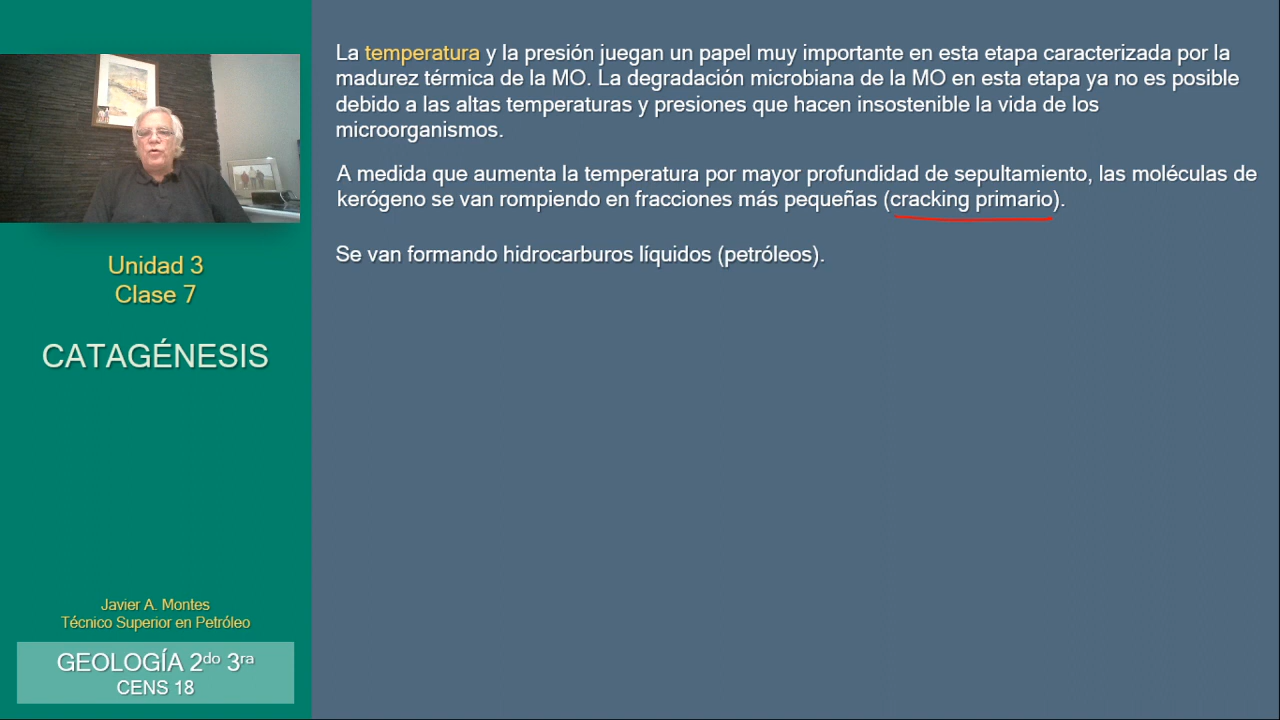 La temperatura y la presión juegan un papel muy importante en esta etapa caracterizada por la
madurez térmica de la MO. La degradación microbiana de la MO en esta etapa ya no es posible
debido a las altas temperaturas y presiones que hacen insostenible la vida de los
microorganismos.
A medida que aumenta la temperatura por mayor profundidad de sepultamiento, las moléculas de
kerógeno se van rompiendo en fracciones más pequeñas (cracking primario).
Se van formando hidrocarburos líquidos (petróleos).
Unidad 3
Clase 7
CATAGÉNESIS
Javier A. Montes
Técnico Superior en Petróleo
GEOLOGÍA 2do 3ra
CENS 18